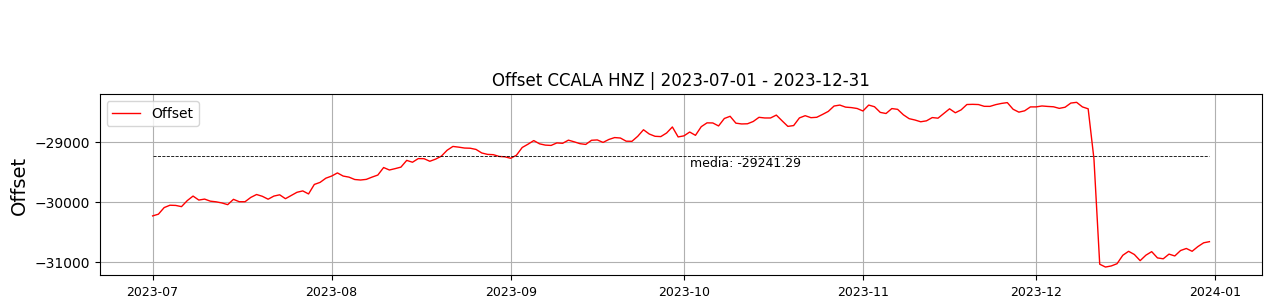 Offset CCALA HNZ | 2023-07-01 - 2023-12-31
Offset
Offset
−29000
−30000
−31000
media: -29241.29
2023-07
2023-08
2023-09
2023-10
2023-11
2023-12
2024-01